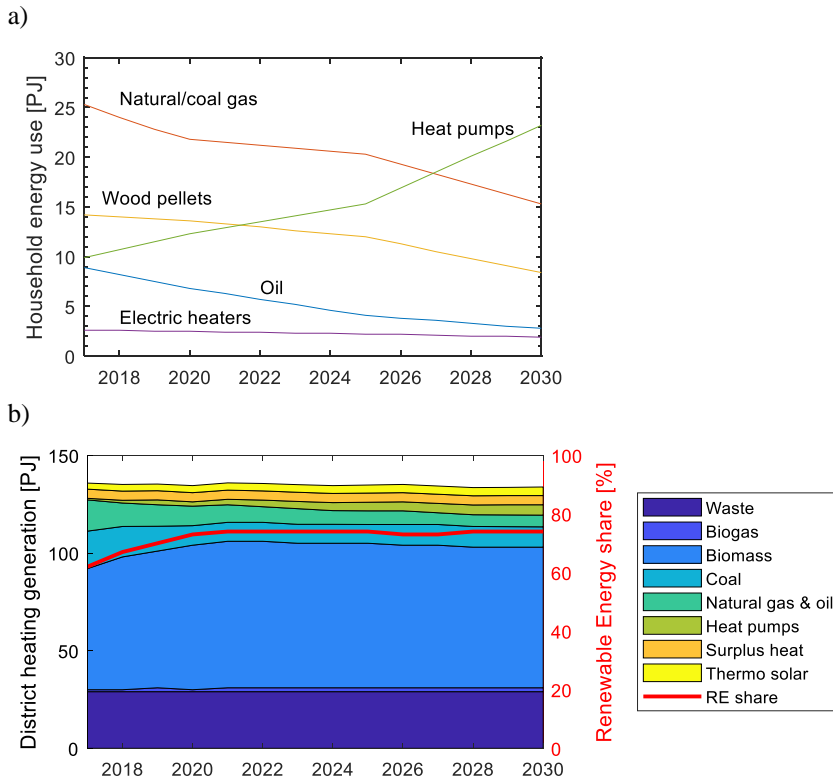 a)
30
25
20
15
10
5
0
Household energy use [PJ]
Natural/coal gas
Heat pumps
Wood pellets
Oil
Electric heaters
2018 2020 2022 2024 2026 2028 2030
b)
150
100
50
0
District heating generation [PJ]
100
80
60
40
20
0
Renewable Energy share [%]
2018 2020 2022 2024 2026 2028 2030
Waste
Biogas
Biomass
Coal
Natural gas & oil
Heat pumps
Surplus heat
Thermo solar
RE share